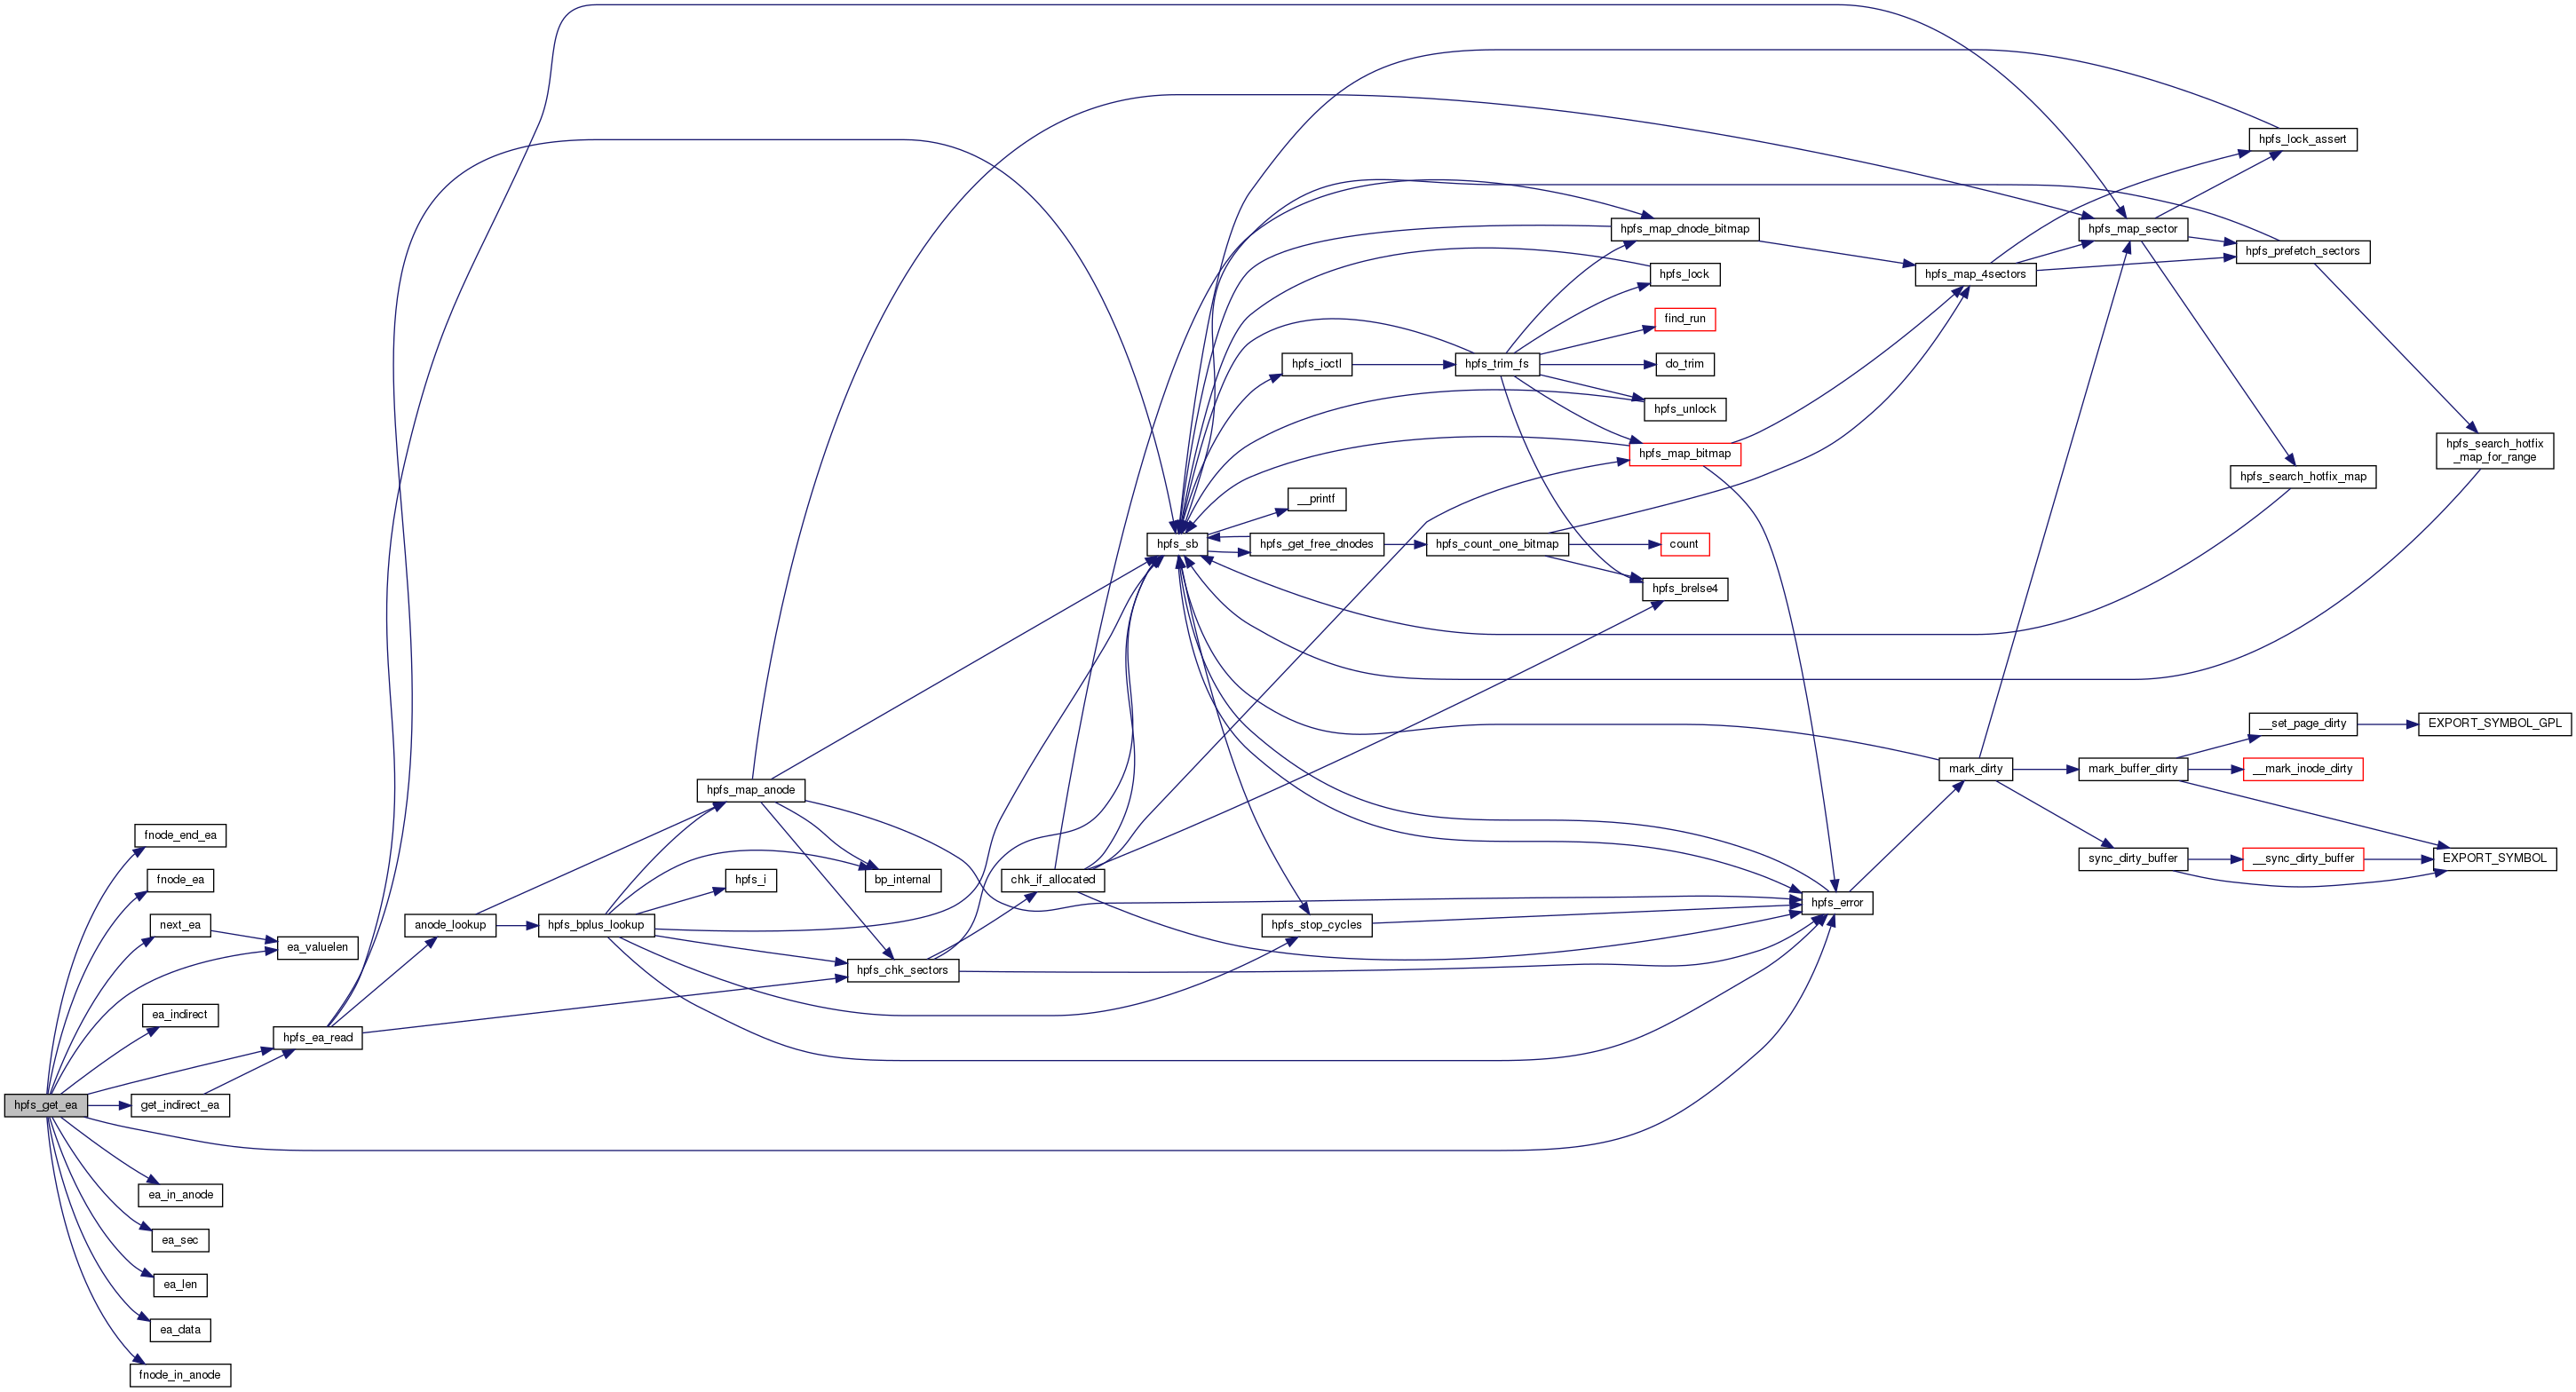 hpfs_lock_assert
hpfs_map_dnode_bitmap
hpfs_map_sector
hpfs_prefetch_sectors
hpfs_lock
hpfs_map_4sectors
find_run
hpfs_ioctl
hpfs_trim_fs
do_trim
hpfs_unlock
hpfs_map_bitmap
hpfs_search_hotfix
_map_for_range
hpfs_search_hotfix_map
__printf
hpfs_sb
hpfs_get_free_dnodes
hpfs_count_one_bitmap
count
hpfs_brelse4
__set_page_dirty
EXPORT_SYMBOL_GPL
mark_dirty
mark_buffer_dirty
__mark_inode_dirty
hpfs_map_anode
fnode_end_ea
sync_dirty_buffer
__sync_dirty_buffer
EXPORT_SYMBOL
fnode_ea
hpfs_i
bp_internal
chk_if_allocated
hpfs_error
next_ea
anode_lookup
hpfs_bplus_lookup
hpfs_stop_cycles
ea_valuelen
hpfs_chk_sectors
ea_indirect
hpfs_ea_read
hpfs_get_ea
get_indirect_ea
ea_in_anode
ea_sec
ea_len
ea_data
fnode_in_anode